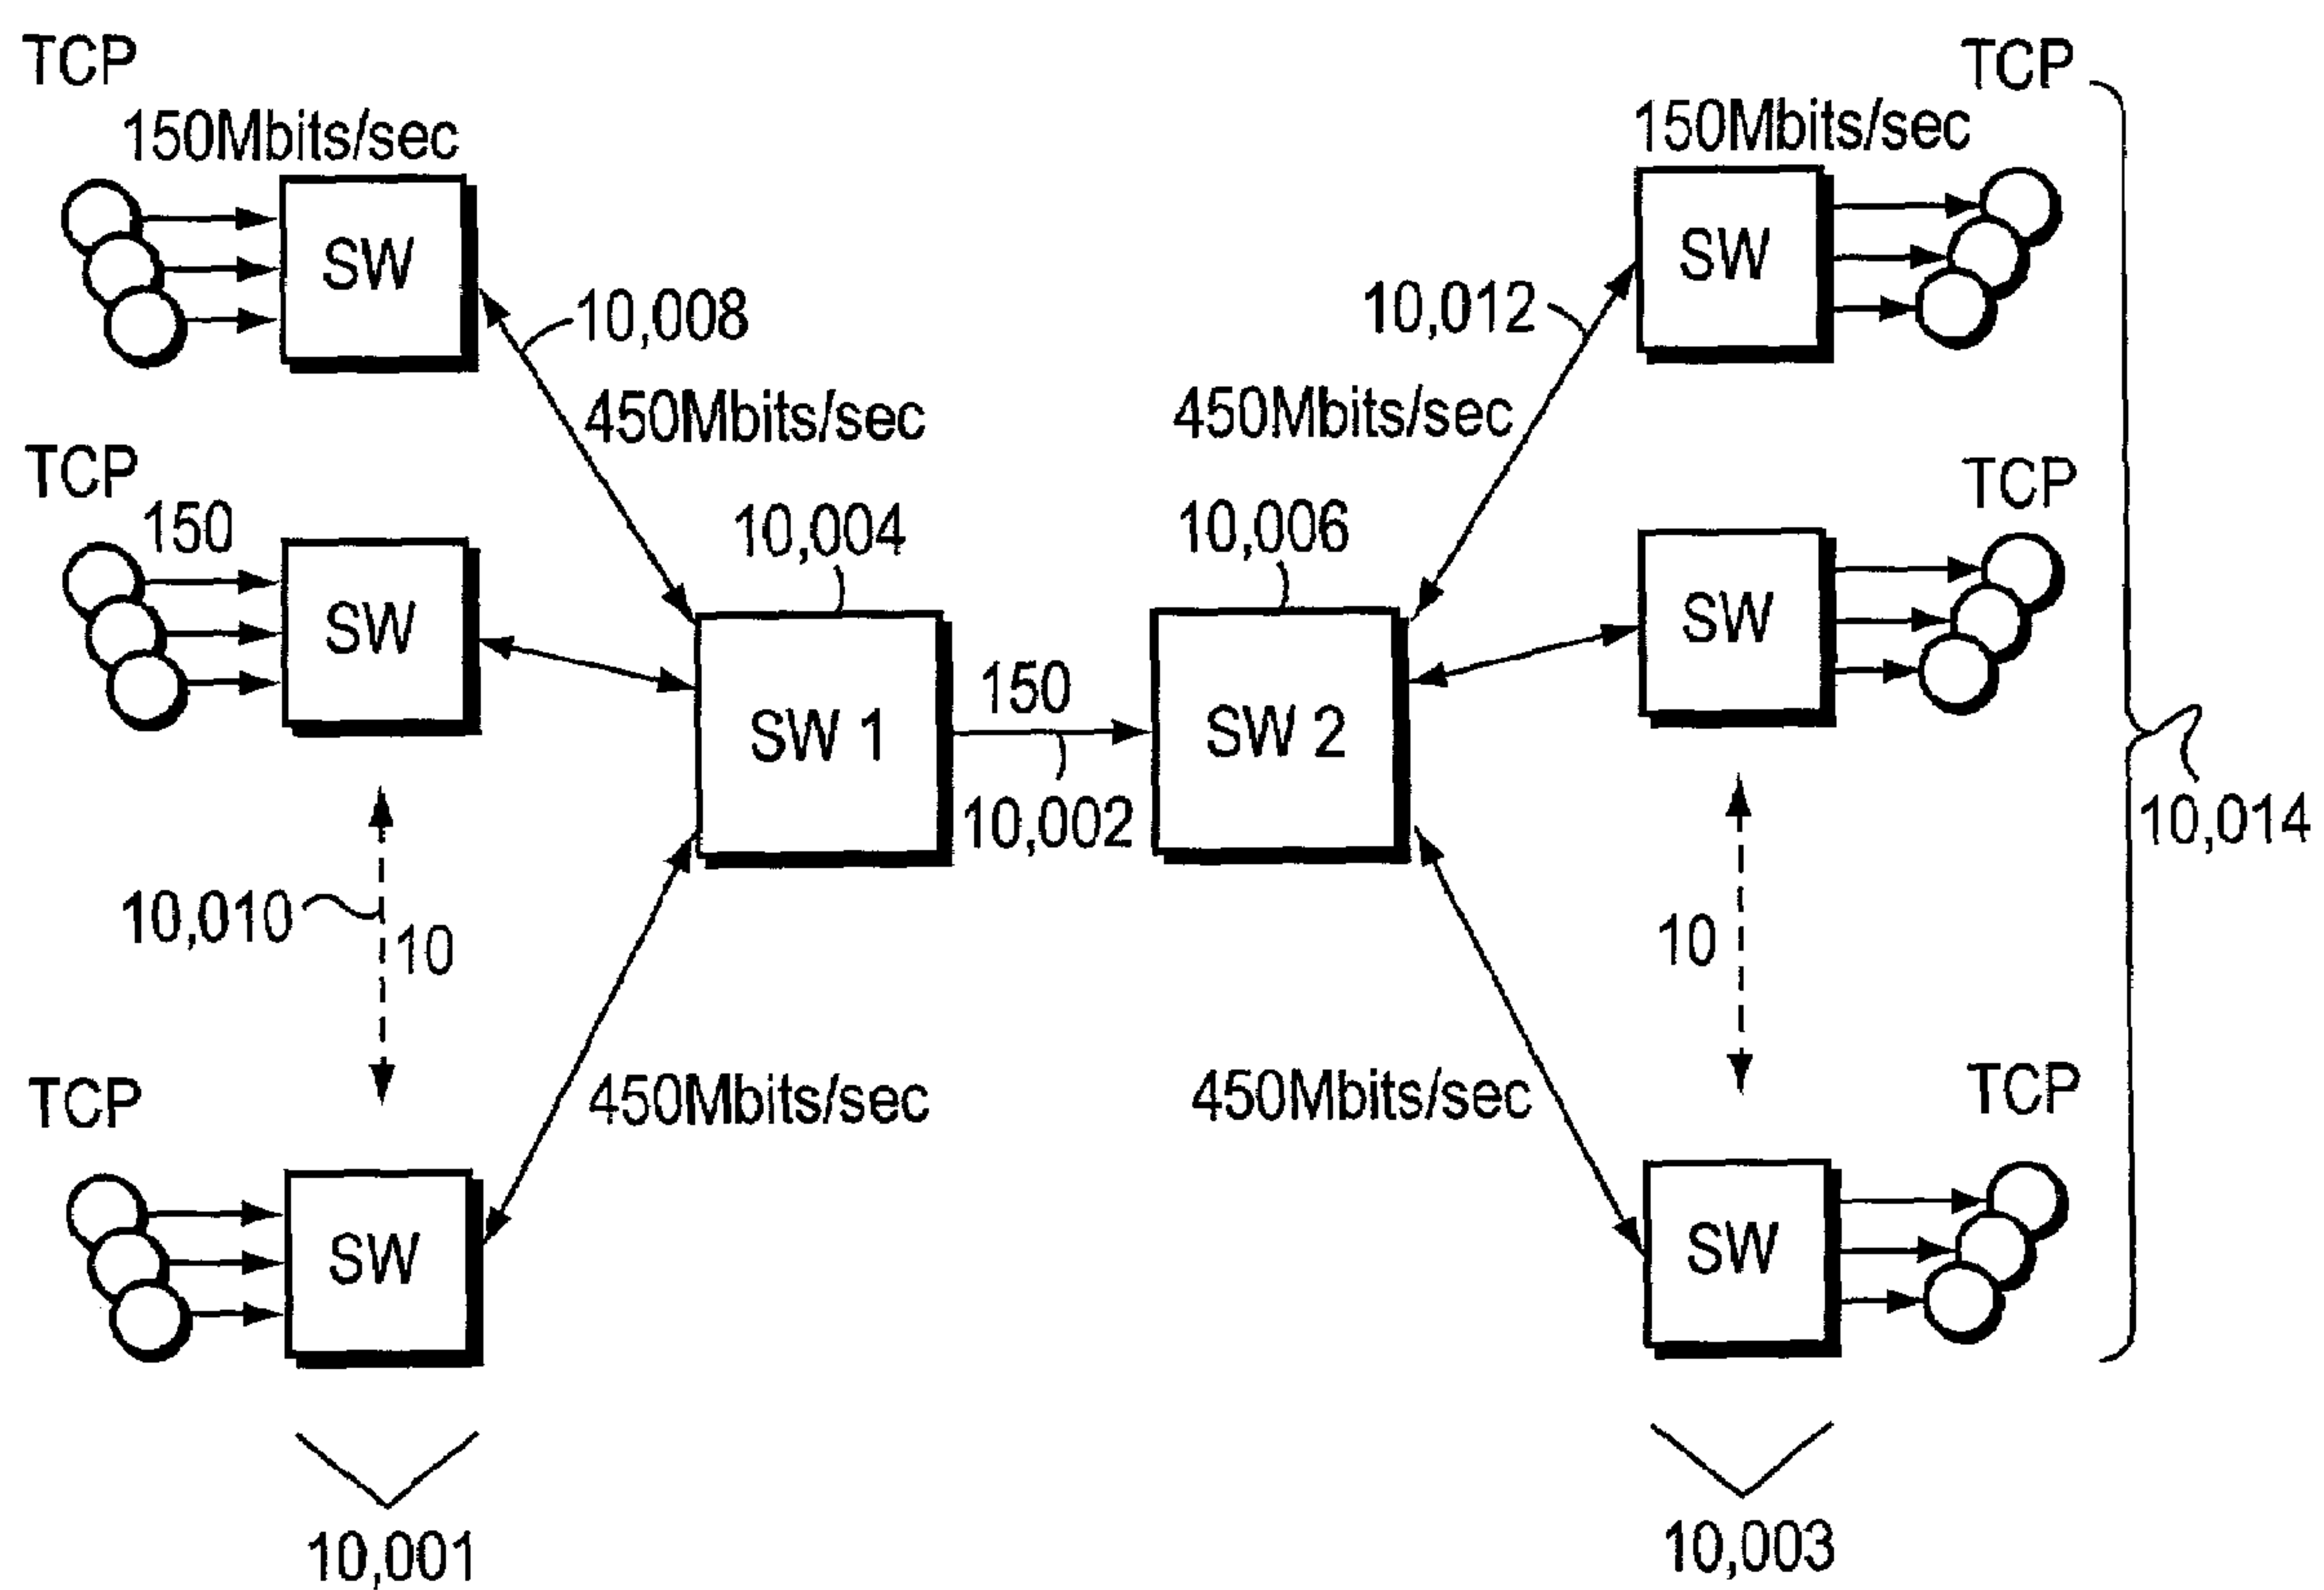 TCP
TCP
150Mbits/sec
150Mbits/sec
SW
SW
10,008
10,012
450Mbits/sec
450Mbits/sec
TCP
TCP
150
10,004
10,006
SW
SW
150
SW 1
SW 2
10,002
10,014
10,010
10
10
TCP
450Mbits/sec
450Mbits/sec
TCP
SW
SW
10,001
10,003